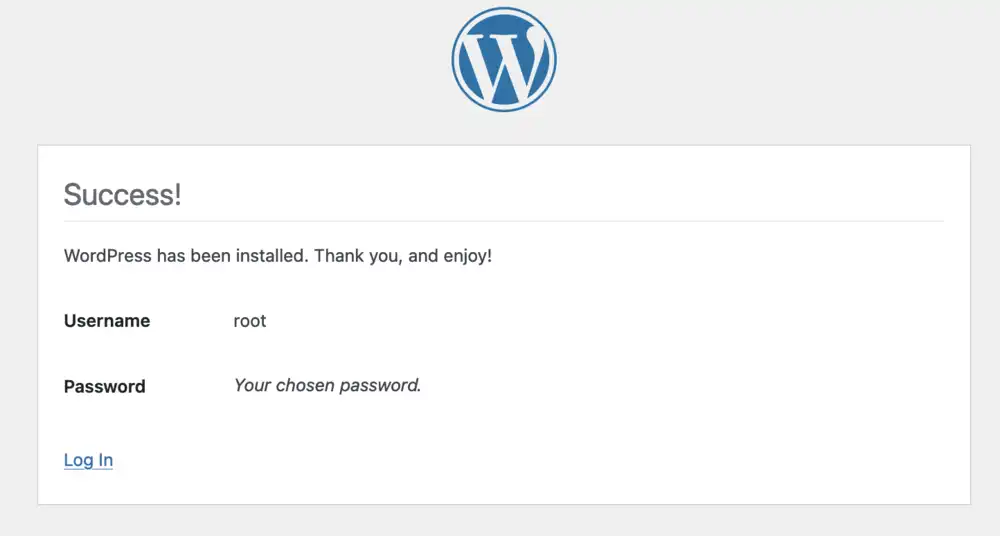 Success!
WordPress has been installed. Thank you, and enjoy!
Username root
Password Your chosen password.
Log In